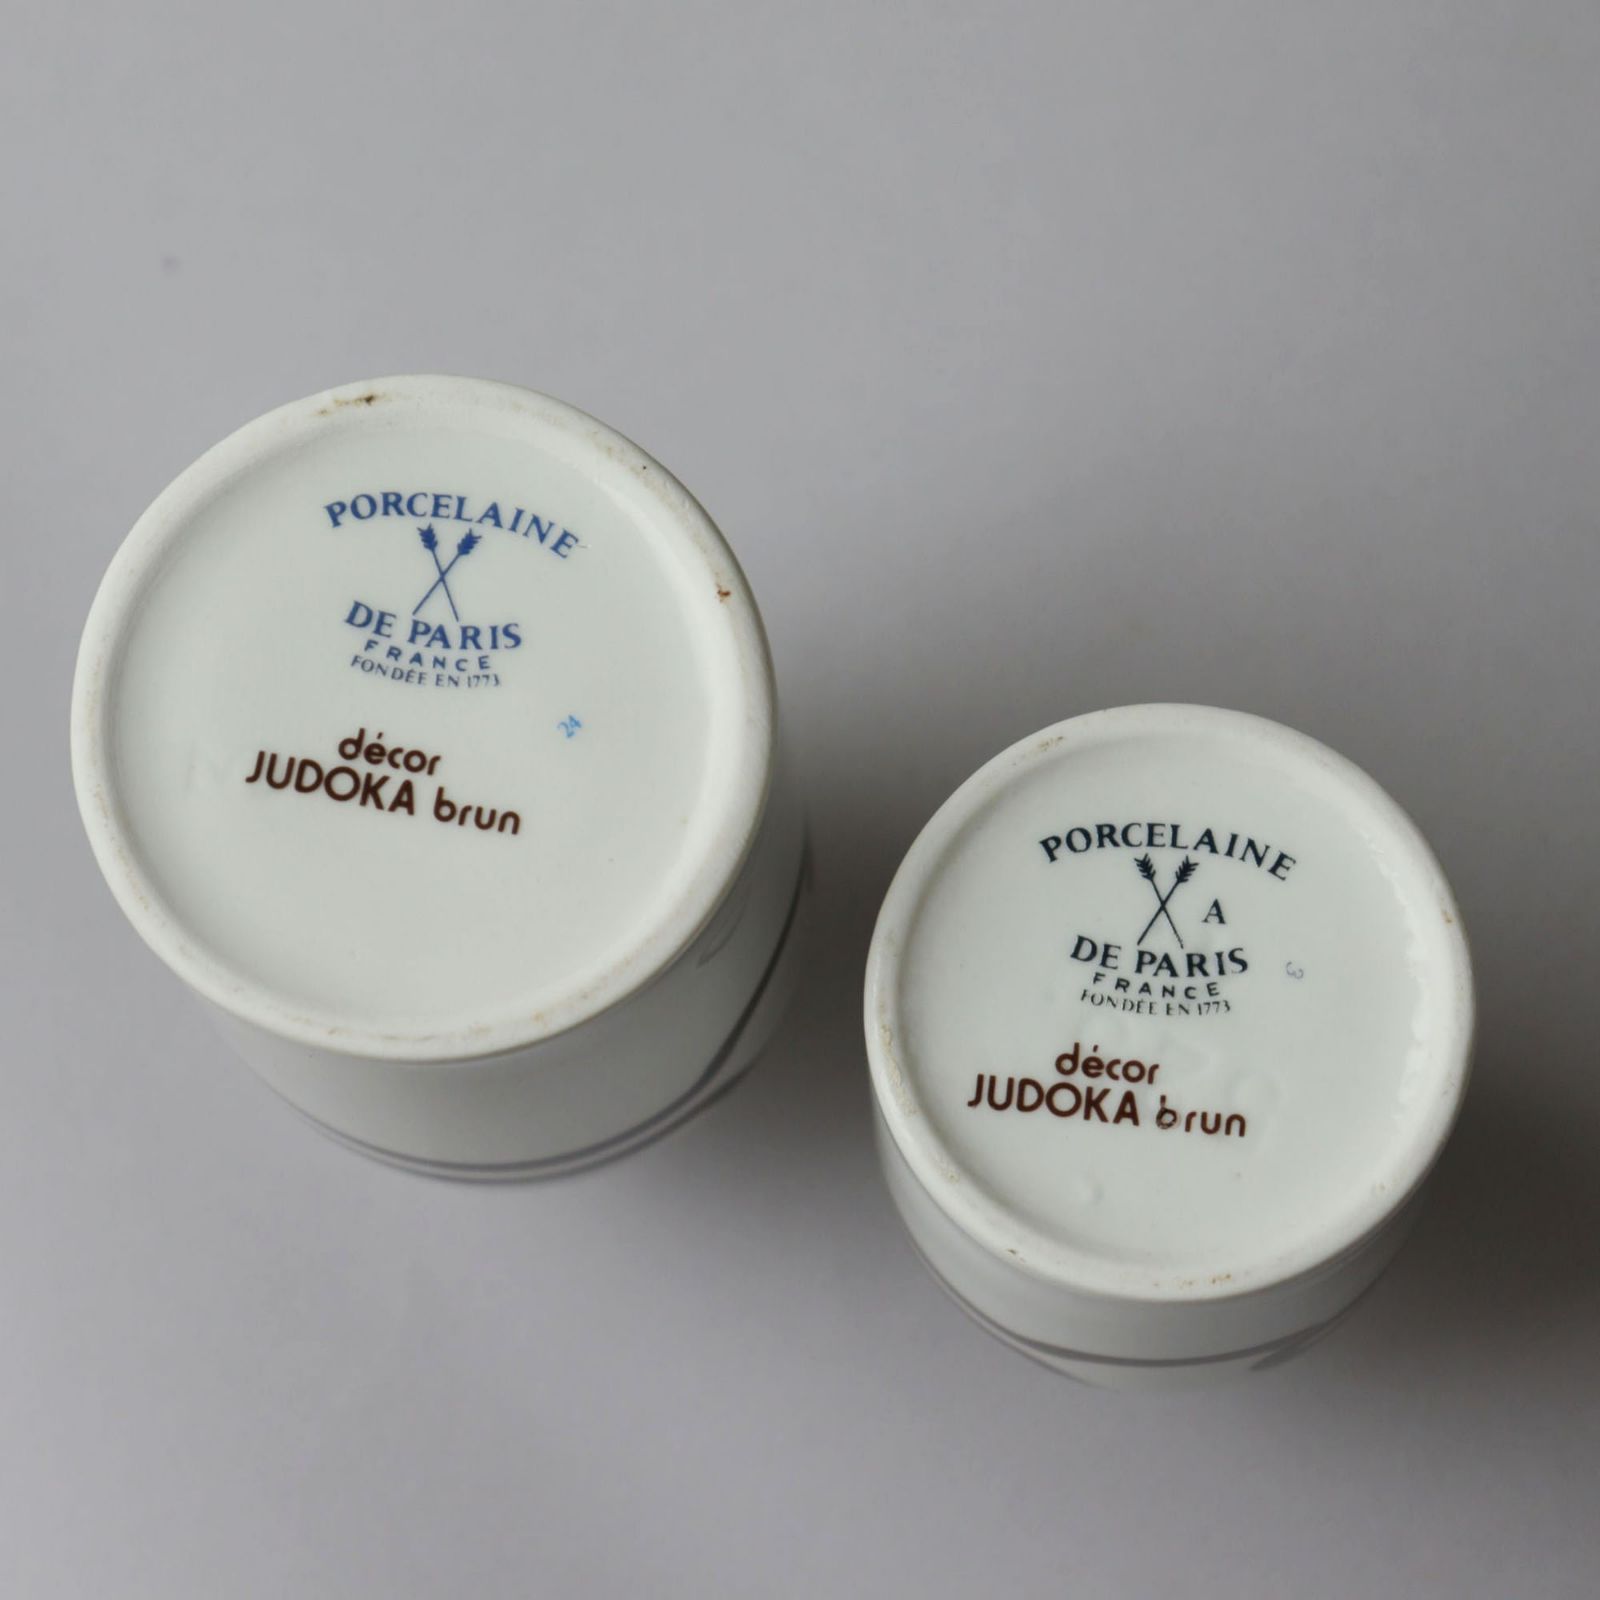 PORCELAINE
DE PARIS
FRANCE
FONDÉE EN 1773
24
décor
JUDOKA brun
PORCELAINE
A
DE PARIS
3
FRANCE
FONDÉE EN 1773
décor
JUDOKA brun